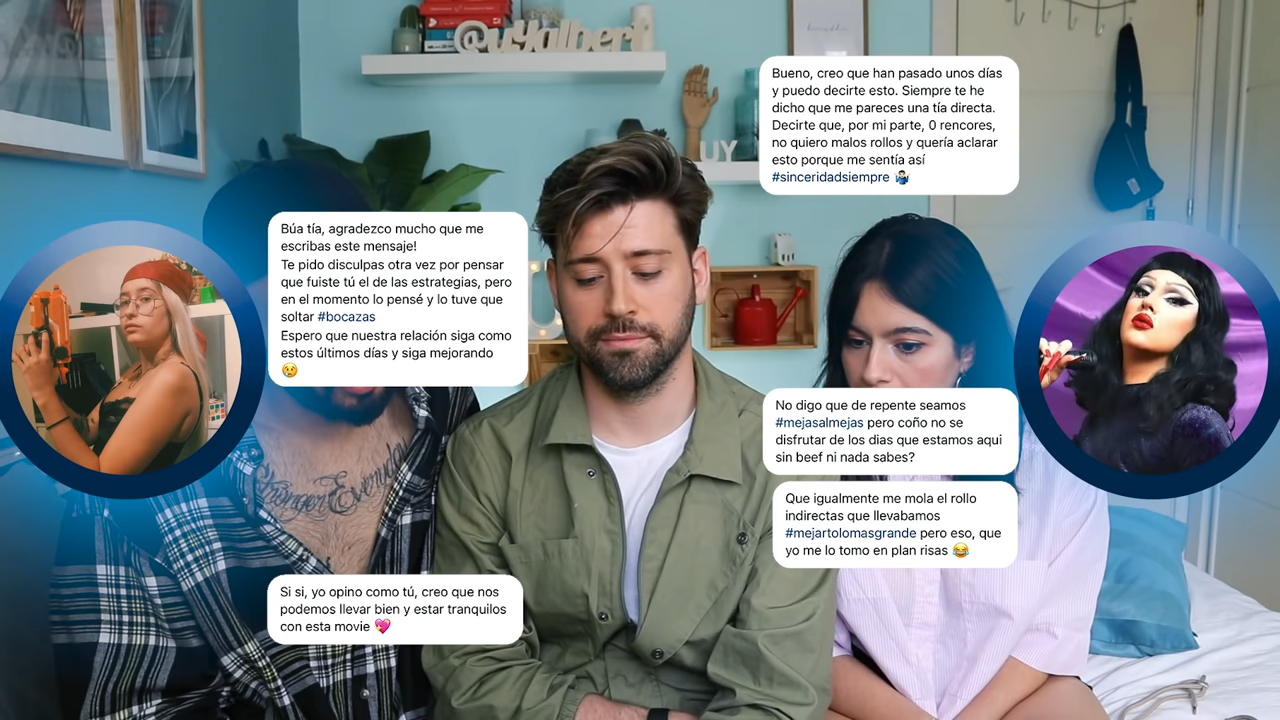 @uyalbert
Bueno, creo que han pasado unos días
y puedo decirte esto. Siempre te he
dicho que me pareces una tía directa.
Decirte que, por mi parte, 0 rencores,
no quiero malos rollos y quería aclarar
esto porque me sentía así
#sinceridadsiempre 🤷🏻‍♂️
UY
Búa tía, agradezco mucho que me
escribas este mensaje!
Te pido disculpas otra vez por pensar
que fuiste tú el de las estrategias, pero
en el momento lo pensé y lo tuve que
soltar #bocazas
Espero que nuestra relación siga como
estos últimos días y siga mejorando
😢
No digo que de repente seamos
#mejasalmejas pero coño no se
disfrutar de los dias que estamos aqui
sin beef ni nada sabes?
Que igualmente me mola el rollo
indirectas que llevabamos
#mejartolomasgrande pero eso, que
yo me lo tomo en plan risas 😂
Si si, yo opino como tú, creo que nos
podemos llevar bien y estar tranquilos
con esta movie 💖